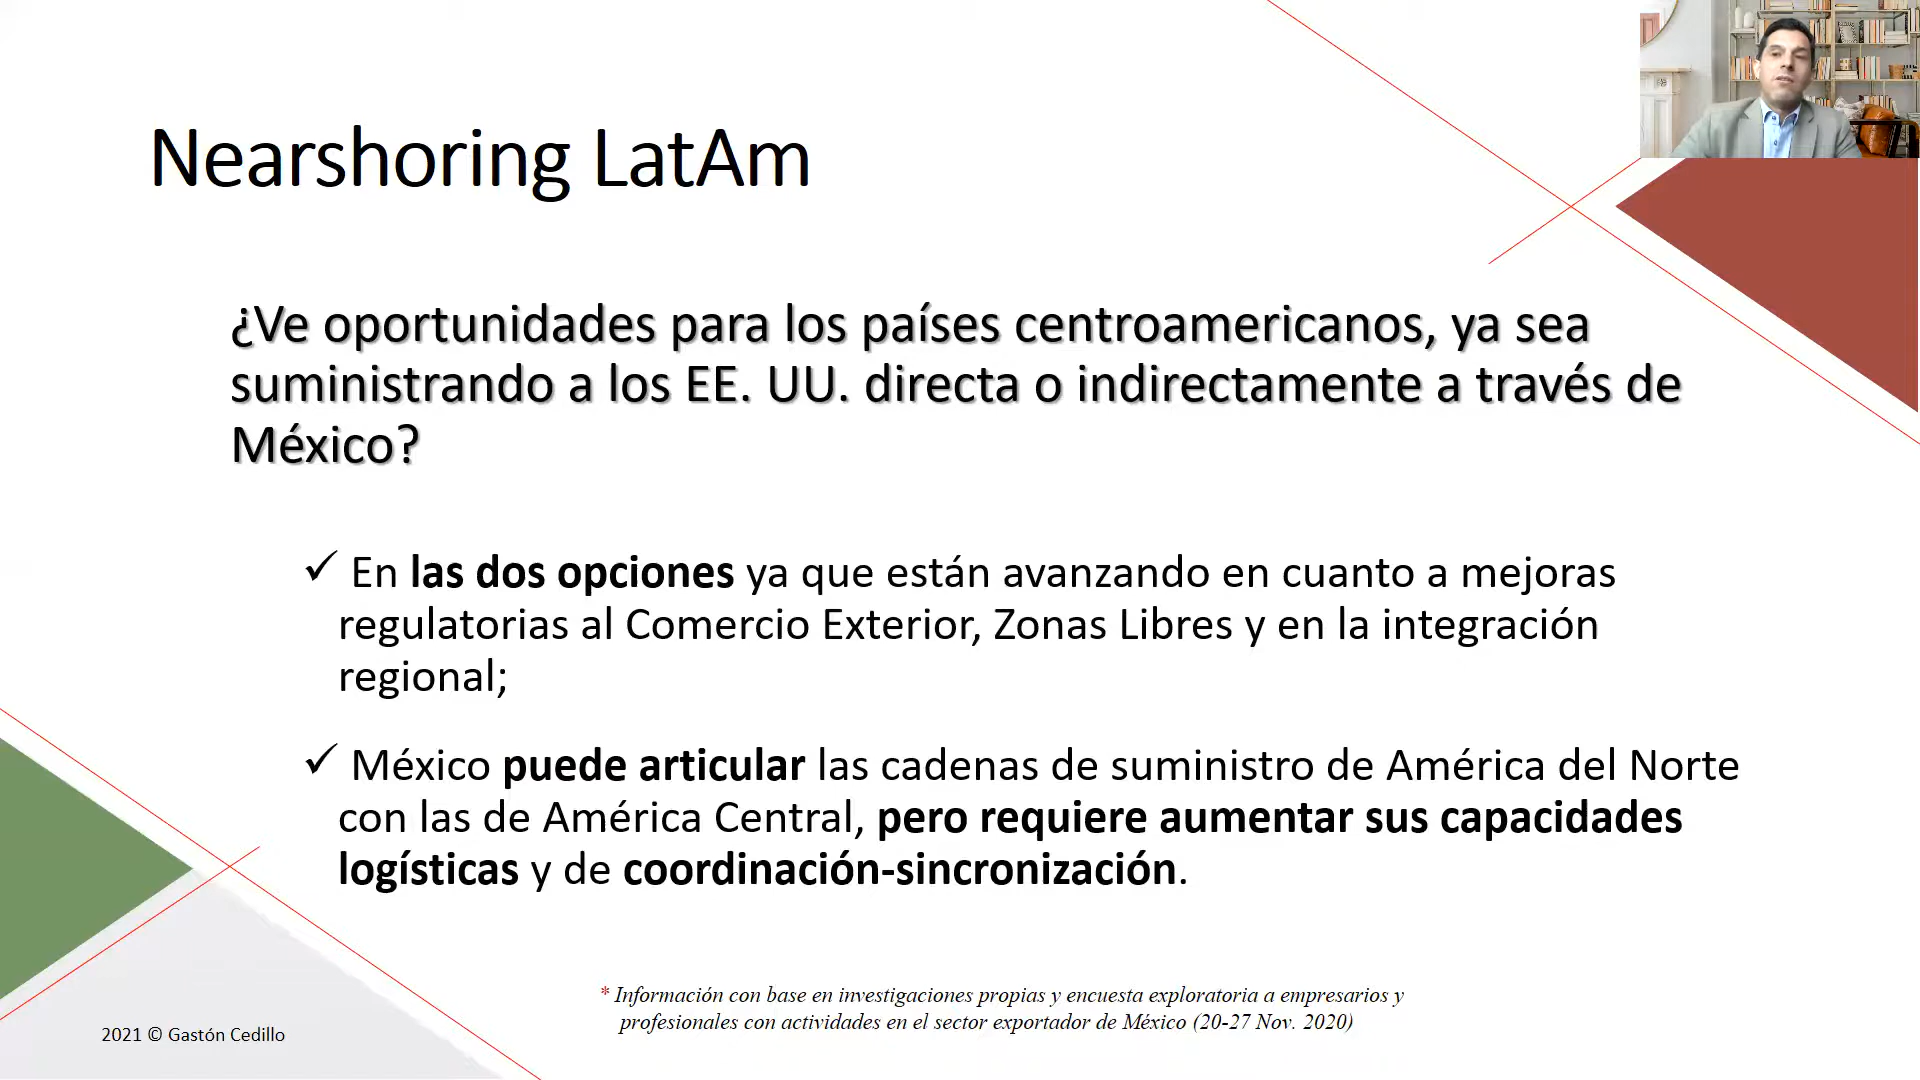 Nearshoring LatAm
¿Ve oportunidades para los países centroamericanos, ya sea
suministrando a los EE. UU. directa o indirectamente a través de
México?
✓ En las dos opciones ya que están avanzando en cuanto a mejoras
regulatorias al Comercio Exterior, Zonas Libres y en la integración
regional;
✓ México puede articular las cadenas de suministro de América del Norte
con las de América Central, pero requiere aumentar sus capacidades
logísticas y de coordinación-sincronización.
* Información con base en investigaciones propias y encuesta exploratoria a empresarios y
profesionales con actividades en el sector exportador de México (20-27 Nov. 2020)
2021 © Gastón Cedillo